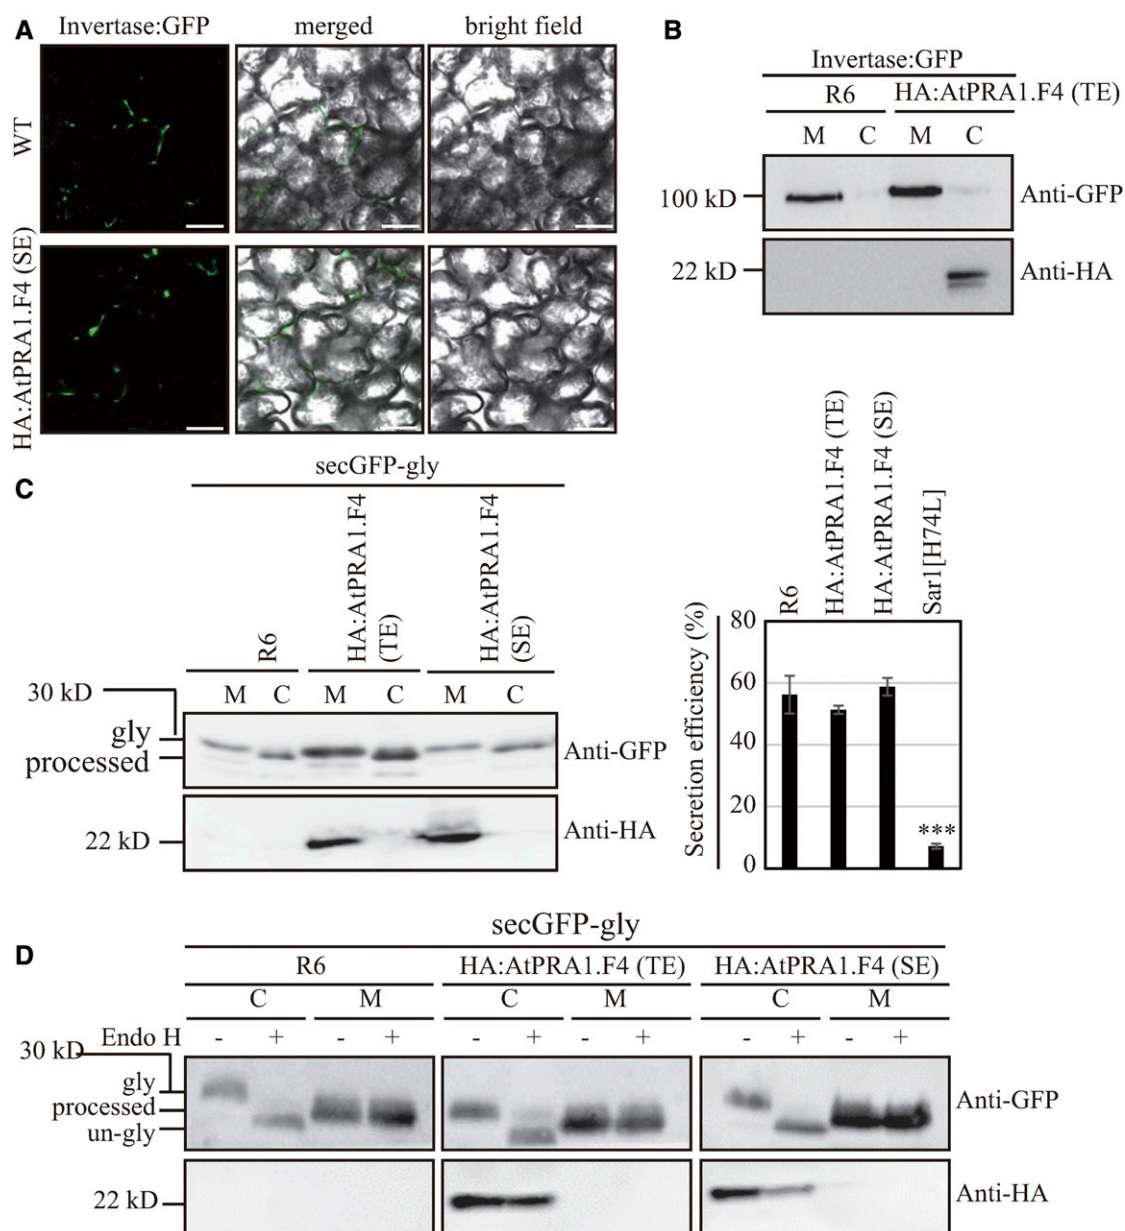 A
Invertase:GFP merged bright field
WT
HA:AtPRA1.F4 (SE)
B
Invertase:GFP
R6 HA:AtPRA1.F4 (TE)
M C M C
100 kD Anti-GFP
22 kD Anti-HA
C
secGFP-gly
R6
HA:AtPRA1.F4
(TE)
HA:AtPRA1.F4
(SE)
30 kD M C M C M C
gly
processed Anti-GFP
22 kD Anti-HA
R6
HA:AtPRA1.F4 (TE)
HA:AtPRA1.F4 (SE)
Sar1[H74L]
Secretion efficiency (%)
80
60
40
20
0
***
D
secGFP-gly
R6 HA:AtPRA1.F4 (TE) HA:AtPRA1.F4 (SE)
C M C M C M
Endo H - + - + - + - + - + - +
30 kD
gly
processed Anti-GFP
un-gly
22 kD Anti-HA